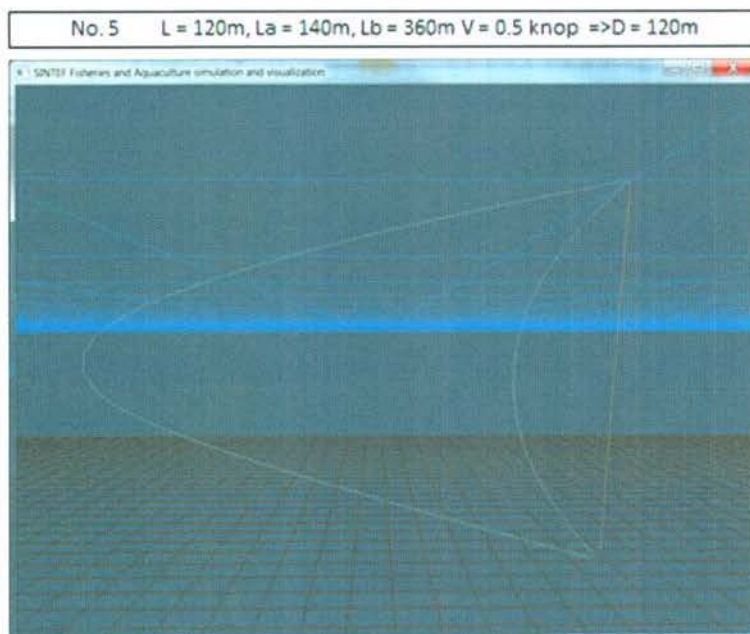 No. 5 L = 120m, La = 140m, Lb = 360m V = 0.5 knop =>D = 120m
SINTEF Fisheries and Aquaculture simulation and visualization